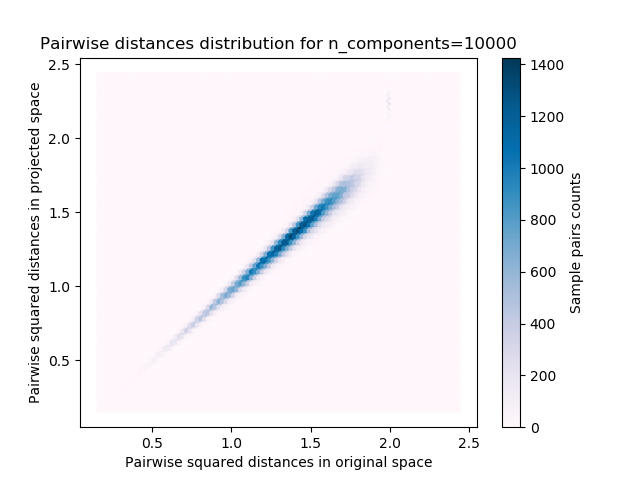 Pairwise distances distribution for n_components=10000
Pairwise squared distances in projected space
2.5
2.0
1.5
1.0
0.5
0.5 1.0 1.5 2.0 2.5
Pairwise squared distances in original space
1400
1200
1000
800
600
400
200
0
Sample pairs counts